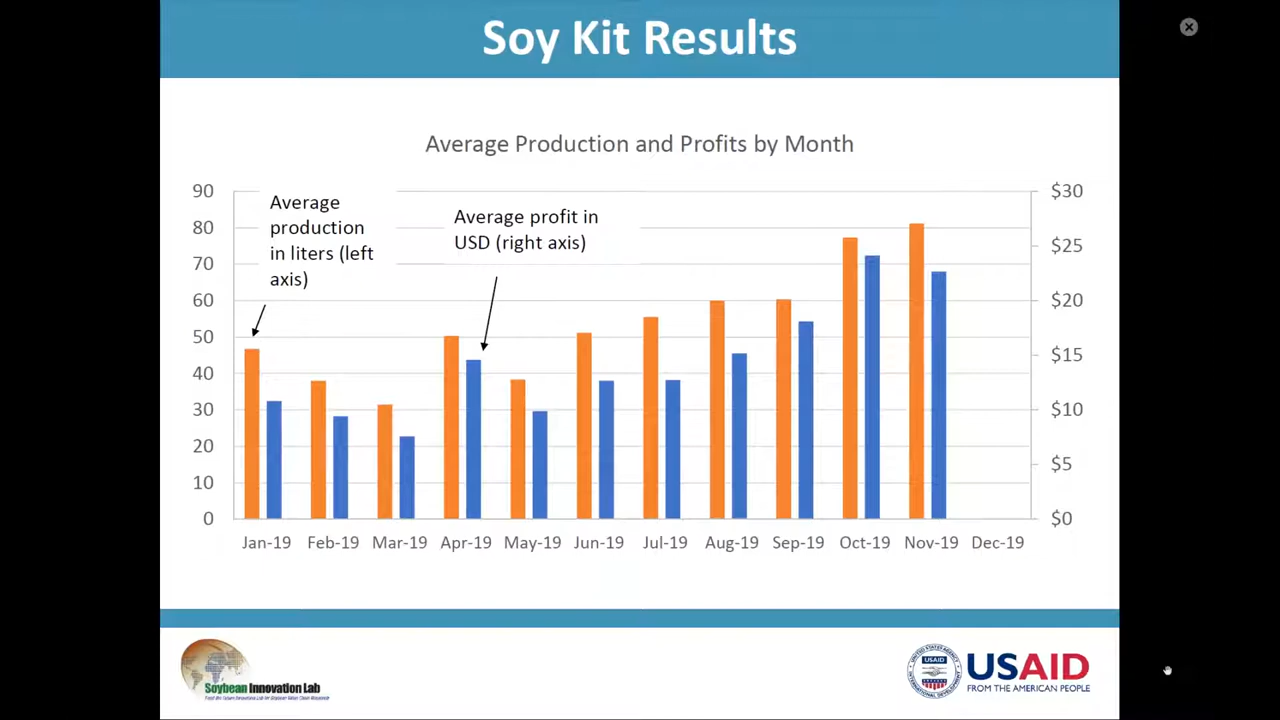 Soy Kit Results
Average Production and Profits by Month
Average
production
in liters (left
axis)
Average profit in
USD (right axis)
90
80
70
60
50
40
30
20
10
0
$30
$25
$20
$15
$10
$5
$0
Jan-19 Feb-19 Mar-19 Apr-19 May-19 Jun-19 Jul-19 Aug-19 Sep-19 Oct-19 Nov-19 Dec-19
Soybean Innovation Lab
USAID
USAID
FROM THE AMERICAN PEOPLE